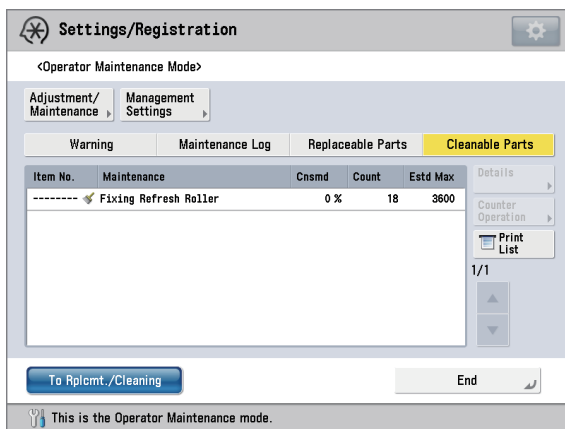 Settings/Registration
<Operator Maintenance Mode>
Adjustment/
Maintenance
Management
Settings
Warning Maintenance Log Replaceable Parts Cleanable Parts
Item No. Maintenance Cnsmd Count Estd Max
-------- Fixing Refresh Roller 0 % 18 3600
Details
Counter
Operation
Print
List
1/1
To Rplcmt./Cleaning
End
This is the Operator Maintenance mode.